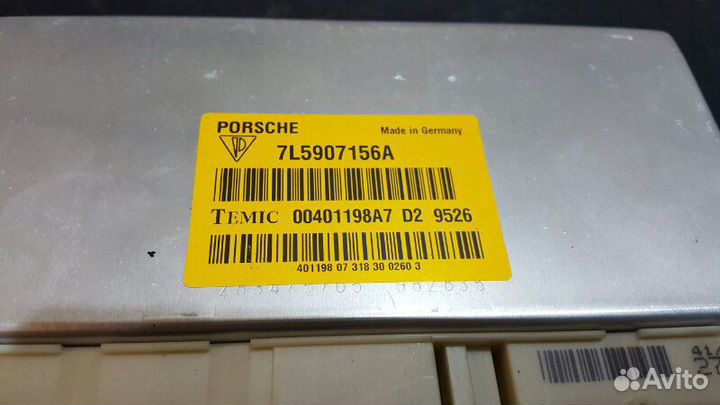 PORSCHE
Made in Germany
7L5907156A
TEMIC 00401198A7 D2 9526
401198 07 318 30 0260 3
Avito